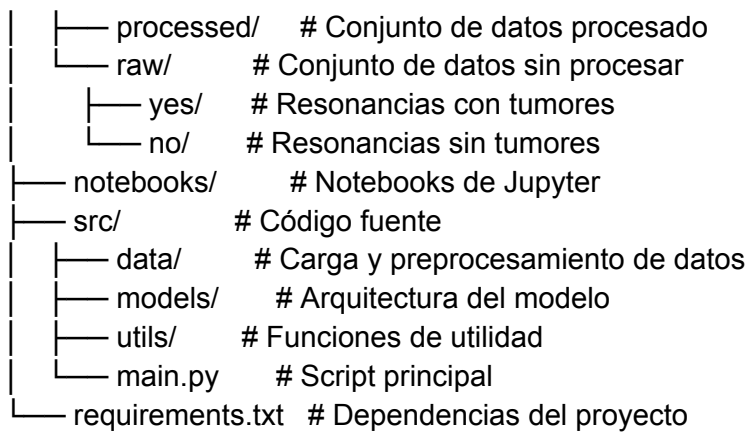 │   ├── processed/    # Conjunto de datos procesado
│   └── raw/          # Conjunto de datos sin procesar
│       ├── yes/    # Resonancias con tumores
│       └── no/     # Resonancias sin tumores
├── notebooks/        # Notebooks de Jupyter
├── src/              # Código fuente
│   ├── data/        # Carga y preprocesamiento de datos
│   ├── models/      # Arquitectura del modelo
│   ├── utils/       # Funciones de utilidad
│   └── main.py      # Script principal
└── requirements.txt  # Dependencias del proyecto